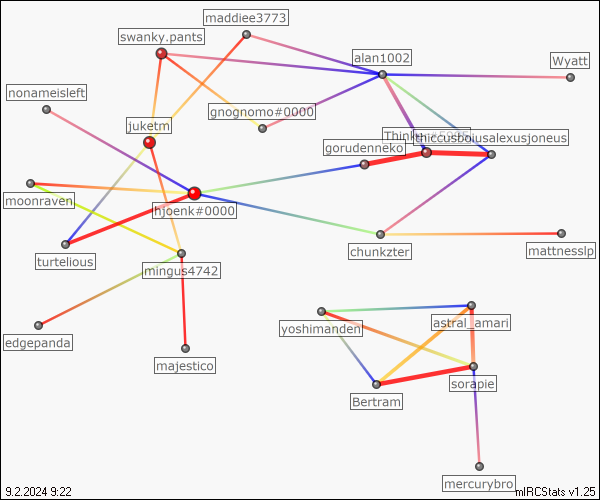 maddiee3773
swanky.pants
alan1002
Wyatt
nonameisleft
gnognomo#0000
juketm
thiccusboiusalexusjoneus
gorudenneko
moonraven
hjoenk#0000
turtelious
chunkzter
mattnesslp
mingus4742
edgepanda
yoshimanden
astral_amari
majestico
sorapie
Bertram
mercurybro
9.2.2024 9:22
mIRCStats v1.25